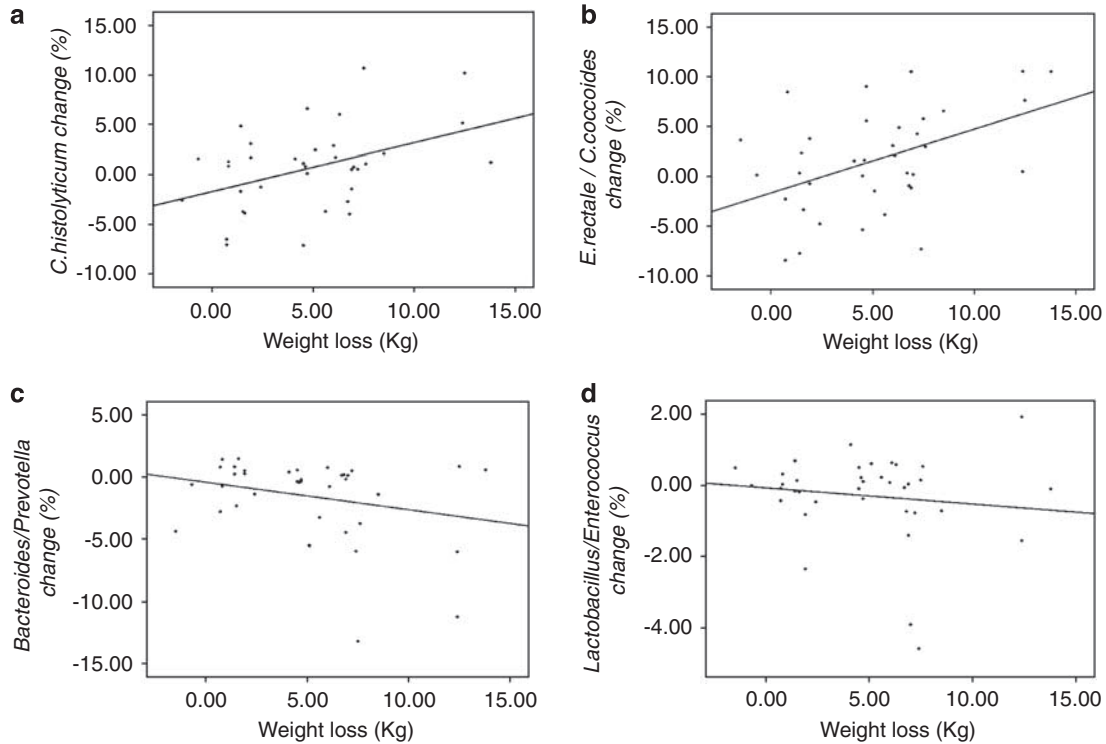 a
C.histolyticum change (%)
15.00
10.00
5.00
0.00
-5.00
-10.00
0.00 5.00 10.00 15.00
Weight loss (Kg)
b
E.rectale / C.coccoides
change (%)
15.00
10.00
5.00
0.00
-5.00
-10.00
0.00 5.00 10.00 15.00
Weight loss (Kg)
c
Bacteroides/Prevotella
change (%)
5.00
0.00
-5.00
-10.00
-15.00
0.00 5.00 10.00 15.00
Weight loss (Kg)
d
Lactobacillus/Enterococcus
change (%)
2.00
0.00
-2.00
-4.00
0.00 5.00 10.00 15.00
Weight loss (Kg)